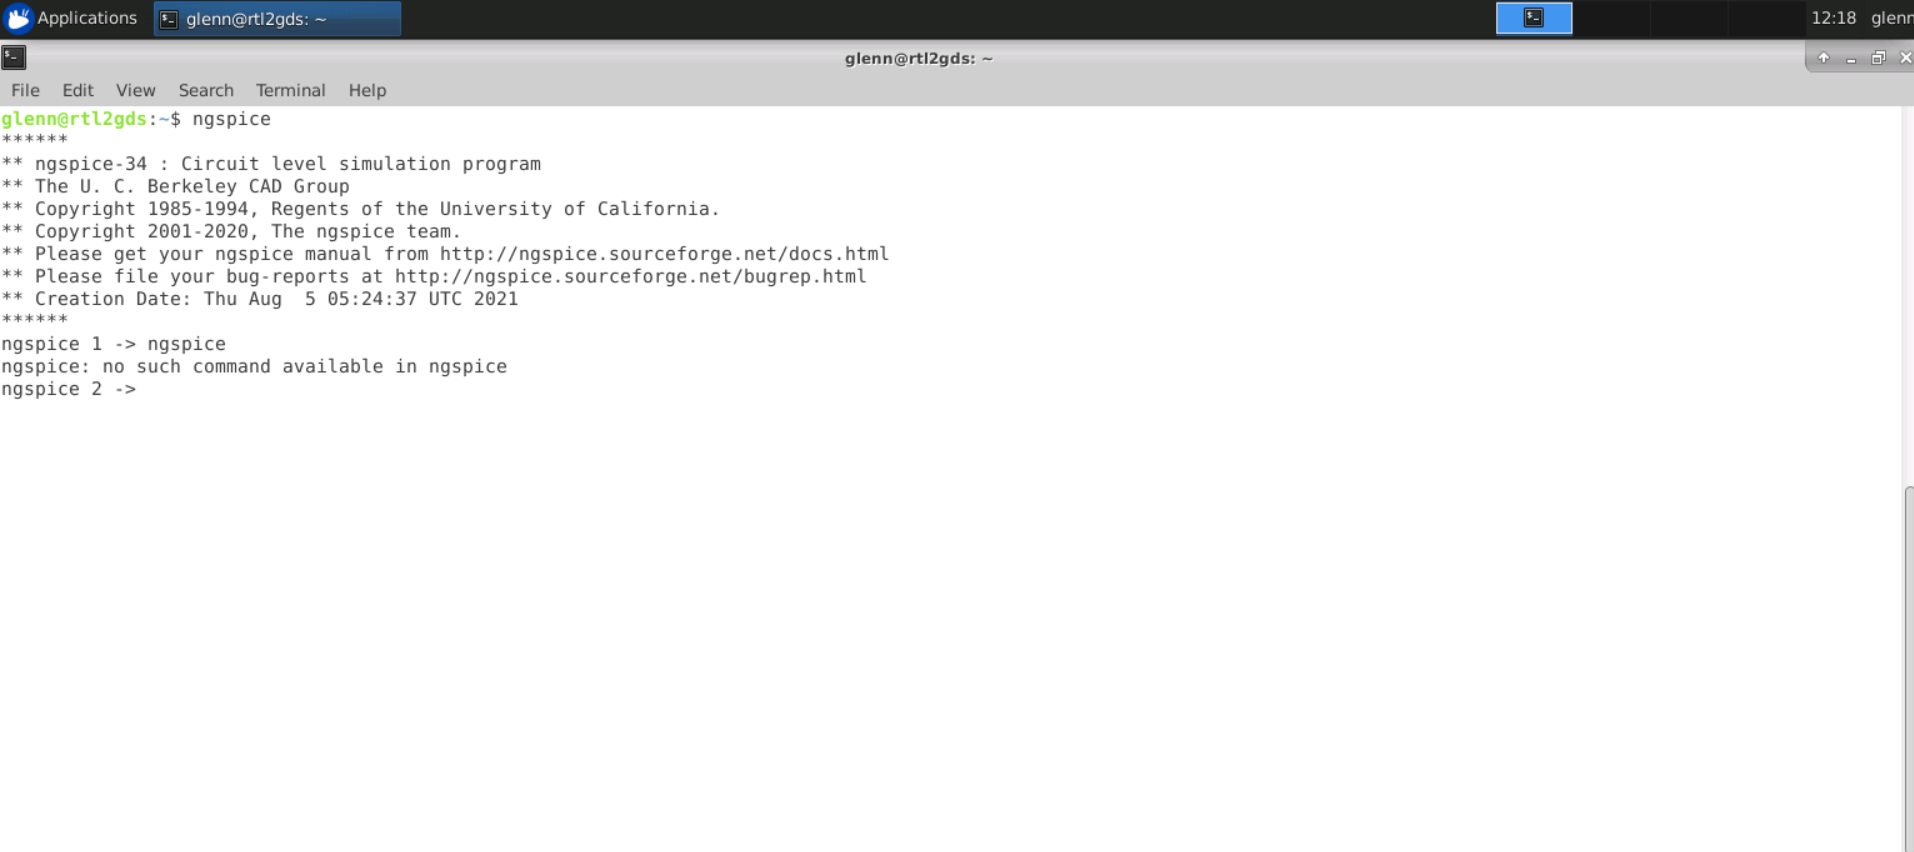 Applications glenn@rtl2gds: ~ 12:18 glenn
glenn@rtl2gds: ~
File Edit View Search Terminal Help
glenn@rtl2gds:~$ ngspice
******
** ngspice-34 : Circuit level simulation program
** The U. C. Berkeley CAD Group
** Copyright 1985-1994, Regents of the University of California.
** Copyright 2001-2020, The ngspice team.
** Please get your ngspice manual from http://ngspice.sourceforge.net/docs.html
** Please file your bug-reports at http://ngspice.sourceforge.net/bugrep.html
** Creation Date: Thu Aug  5 05:24:37 UTC 2021
******
ngspice 1 -> ngspice
ngspice: no such command available in ngspice
ngspice 2 ->